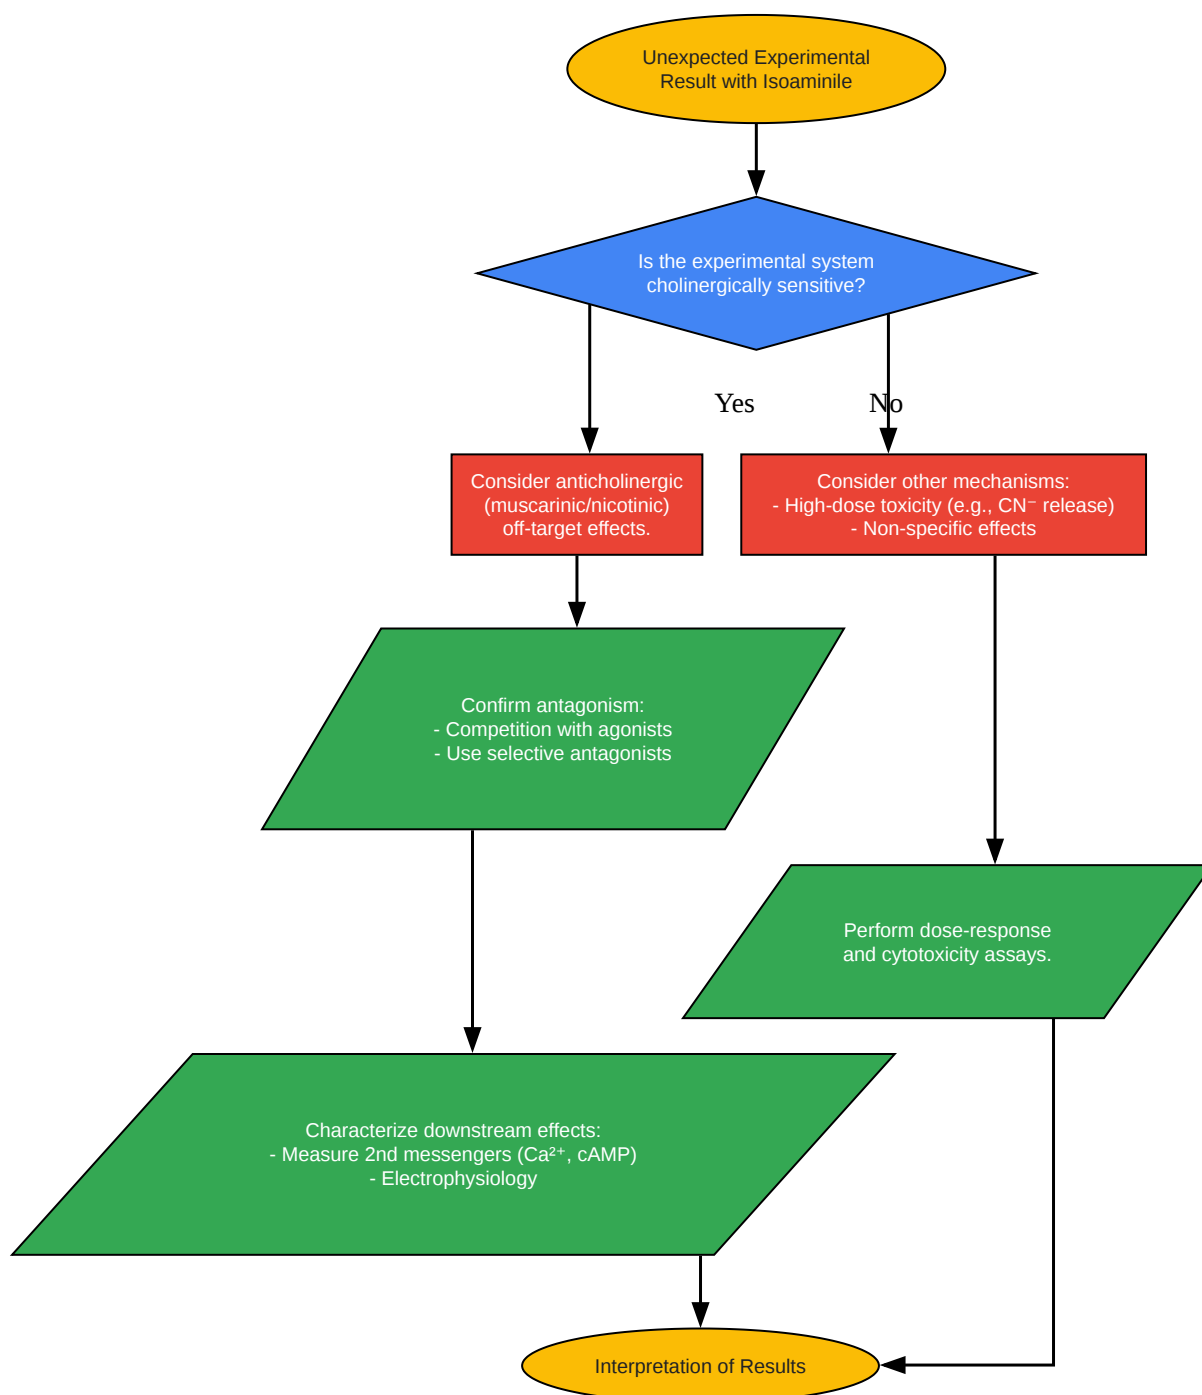 Unexpected Experimental
Result with Isoaminile
Is the experimental system
cholinergically sensitive?
Yes
No
Consider anticholinergic
(muscarinic/nicotinic)
off-target effects.
Consider other mechanisms:
- High-dose toxicity (e.g., CN⁻ release)
- Non-specific effects
Confirm antagonism:
- Competition with agonists
- Use selective antagonists
Perform dose-response
and cytotoxicity assays.
Characterize downstream effects:
- Measure 2nd messengers (Ca²⁺, cAMP)
- Electrophysiology
Interpretation of Results